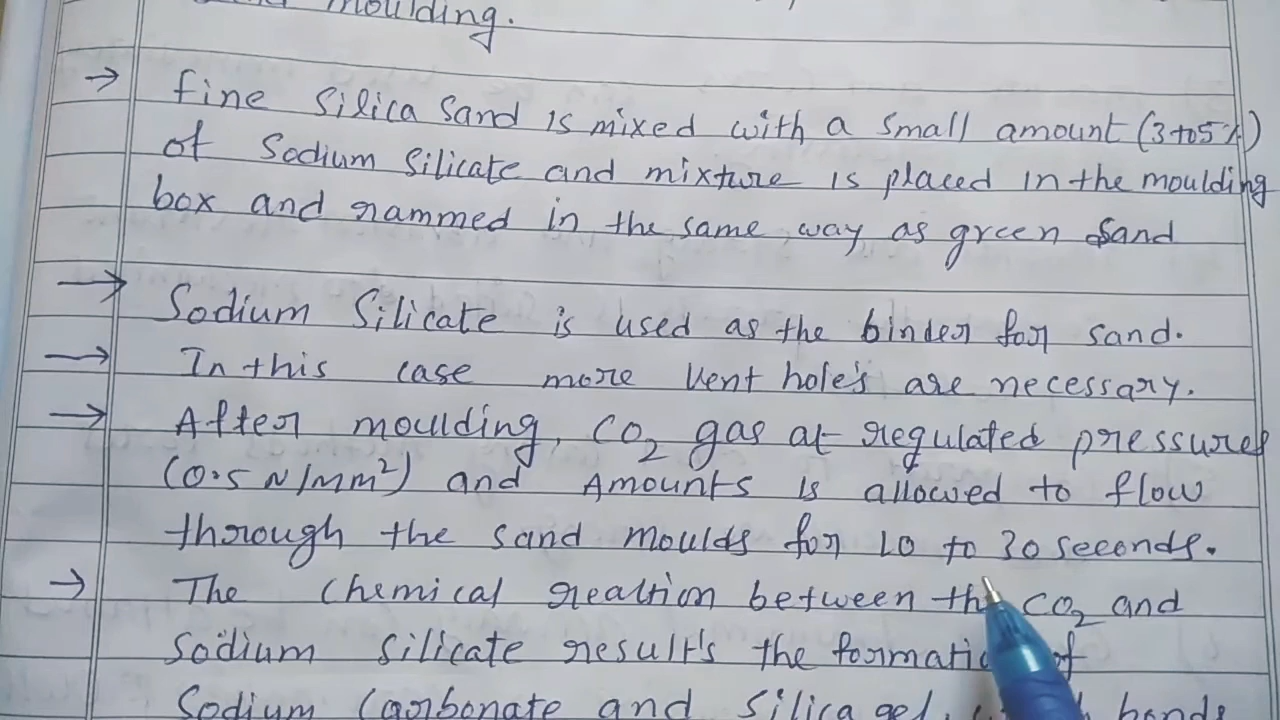 moulding.
→ fine Silica Sand is mixed with a small amount (3 to 5%)
of Sodium Silicate and mixture is placed in the moulding
box and rammed in the same way as green Sand
→ Sodium Silicate is used as the binder for sand.
→ In this case more Vent hole's are necessary.
→ After moulding, CO₂ gas at regulated pressures
(0.5 N/mm²) and Amounts is allowed to flow
through the sand moulds for 10 to 30 seconds.
→ The Chemical reaction between the CO₂ and
Sodium Silicate result's the formation of
Sodium Carbonate and Silica gel, bonds